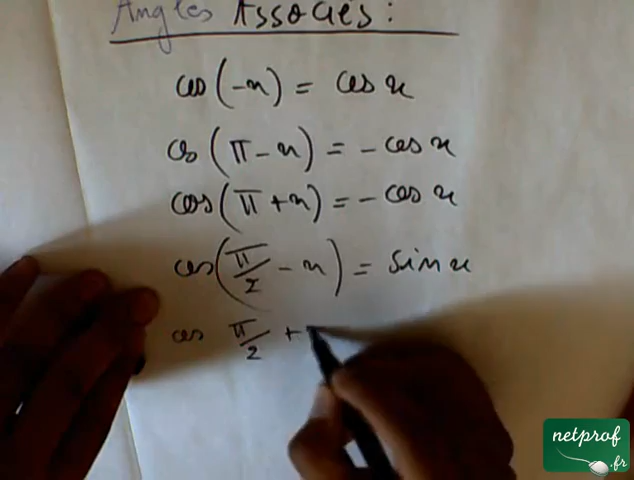 Angles Associés :
cos(-x) = cos x
cos(π - x) = - cos x
cos(π + x) = - cos x
cos(π/2 - x) = sin x
cos π/2 +
netprof
.fr